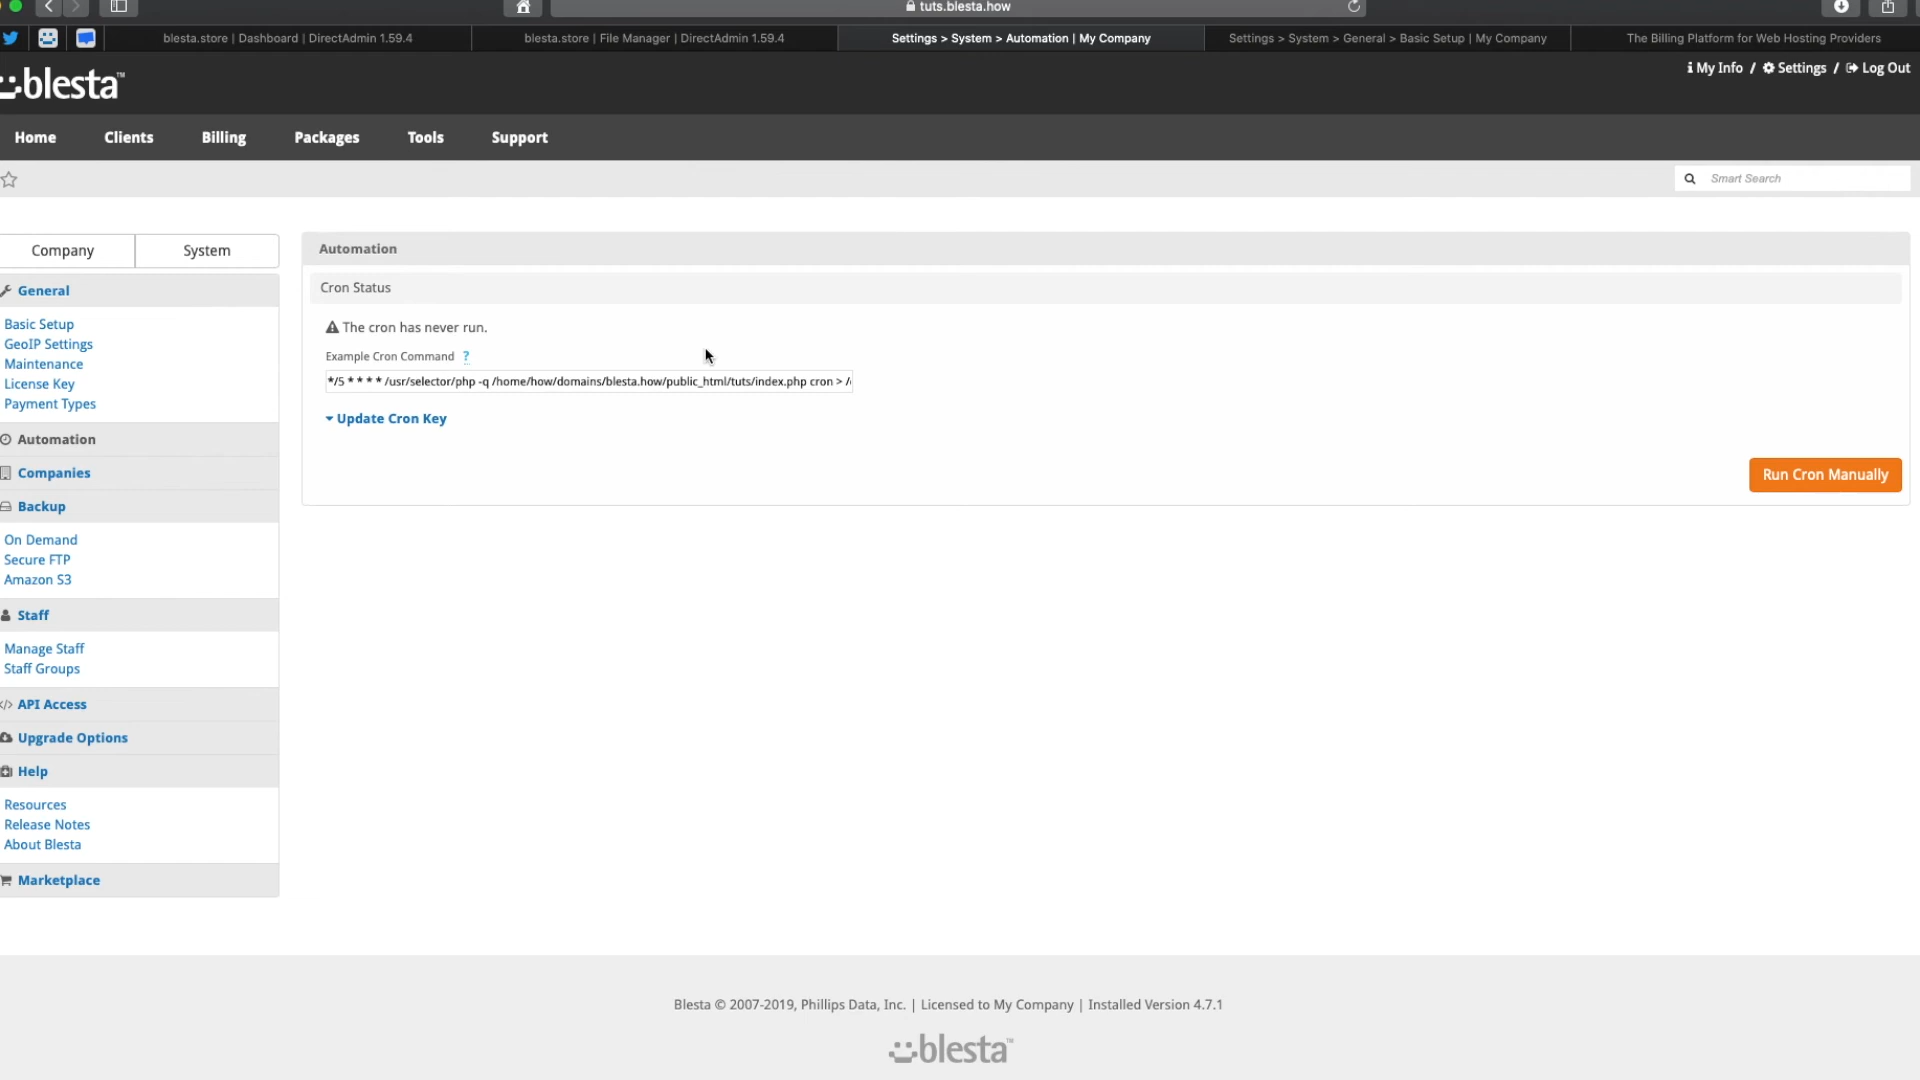 tuts.blesta.how
blesta.store | Dashboard | DirectAdmin 1.59.4
blesta.store | File Manager | DirectAdmin 1.59.4
Settings > System > Automation | My Company
Settings > System > General > Basic Setup | My Company
The Billing Platform for Web Hosting Providers
blesta™
My Info / Settings / Log Out
Home
Clients
Billing
Packages
Tools
Support
Smart Search
Company
System
General
Basic Setup
GeoIP Settings
Maintenance
License Key
Payment Types
Automation
Companies
Backup
On Demand
Secure FTP
Amazon S3
Staff
Manage Staff
Staff Groups
API Access
Upgrade Options
Help
Resources
Release Notes
About Blesta
Marketplace
Automation
Cron Status
The cron has never run.
Example Cron Command ?
*/5 * * * * /usr/selector/php -q /home/how/domains/blesta.how/public_html/tuts/index.php cron > /
Update Cron Key
Run Cron Manually
Blesta © 2007-2019, Phillips Data, Inc. | Licensed to My Company | Installed Version 4.7.1
blesta™